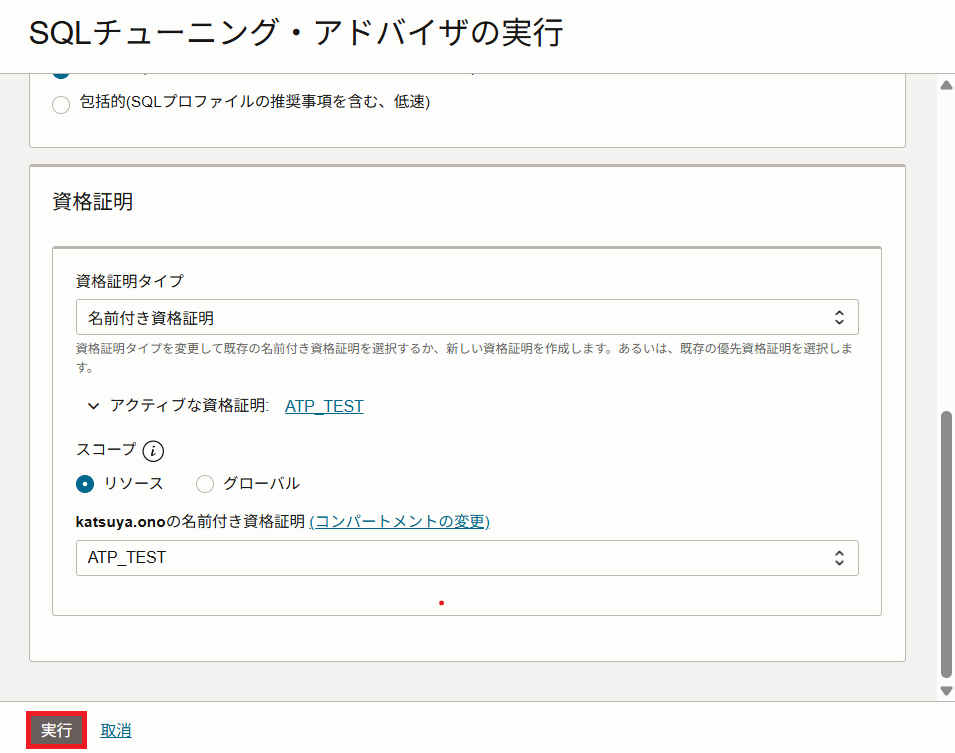 SQLチューニング・アドバイザの実行
包括的(SQLプロファイルの推奨事項を含む、低速)
資格証明
資格証明タイプ
名前付き資格証明
資格証明タイプを変更して既存の名前付き資格証明を選択するか、新しい資格証明を作成します。あるいは、既存の優先資格証明を選択しま
す。
アクティブな資格証明: ATP_TEST
スコープ
リソース グローバル
katsuya.onoの名前付き資格証明 (コンパートメントの変更)
ATP_TEST
実行 取消